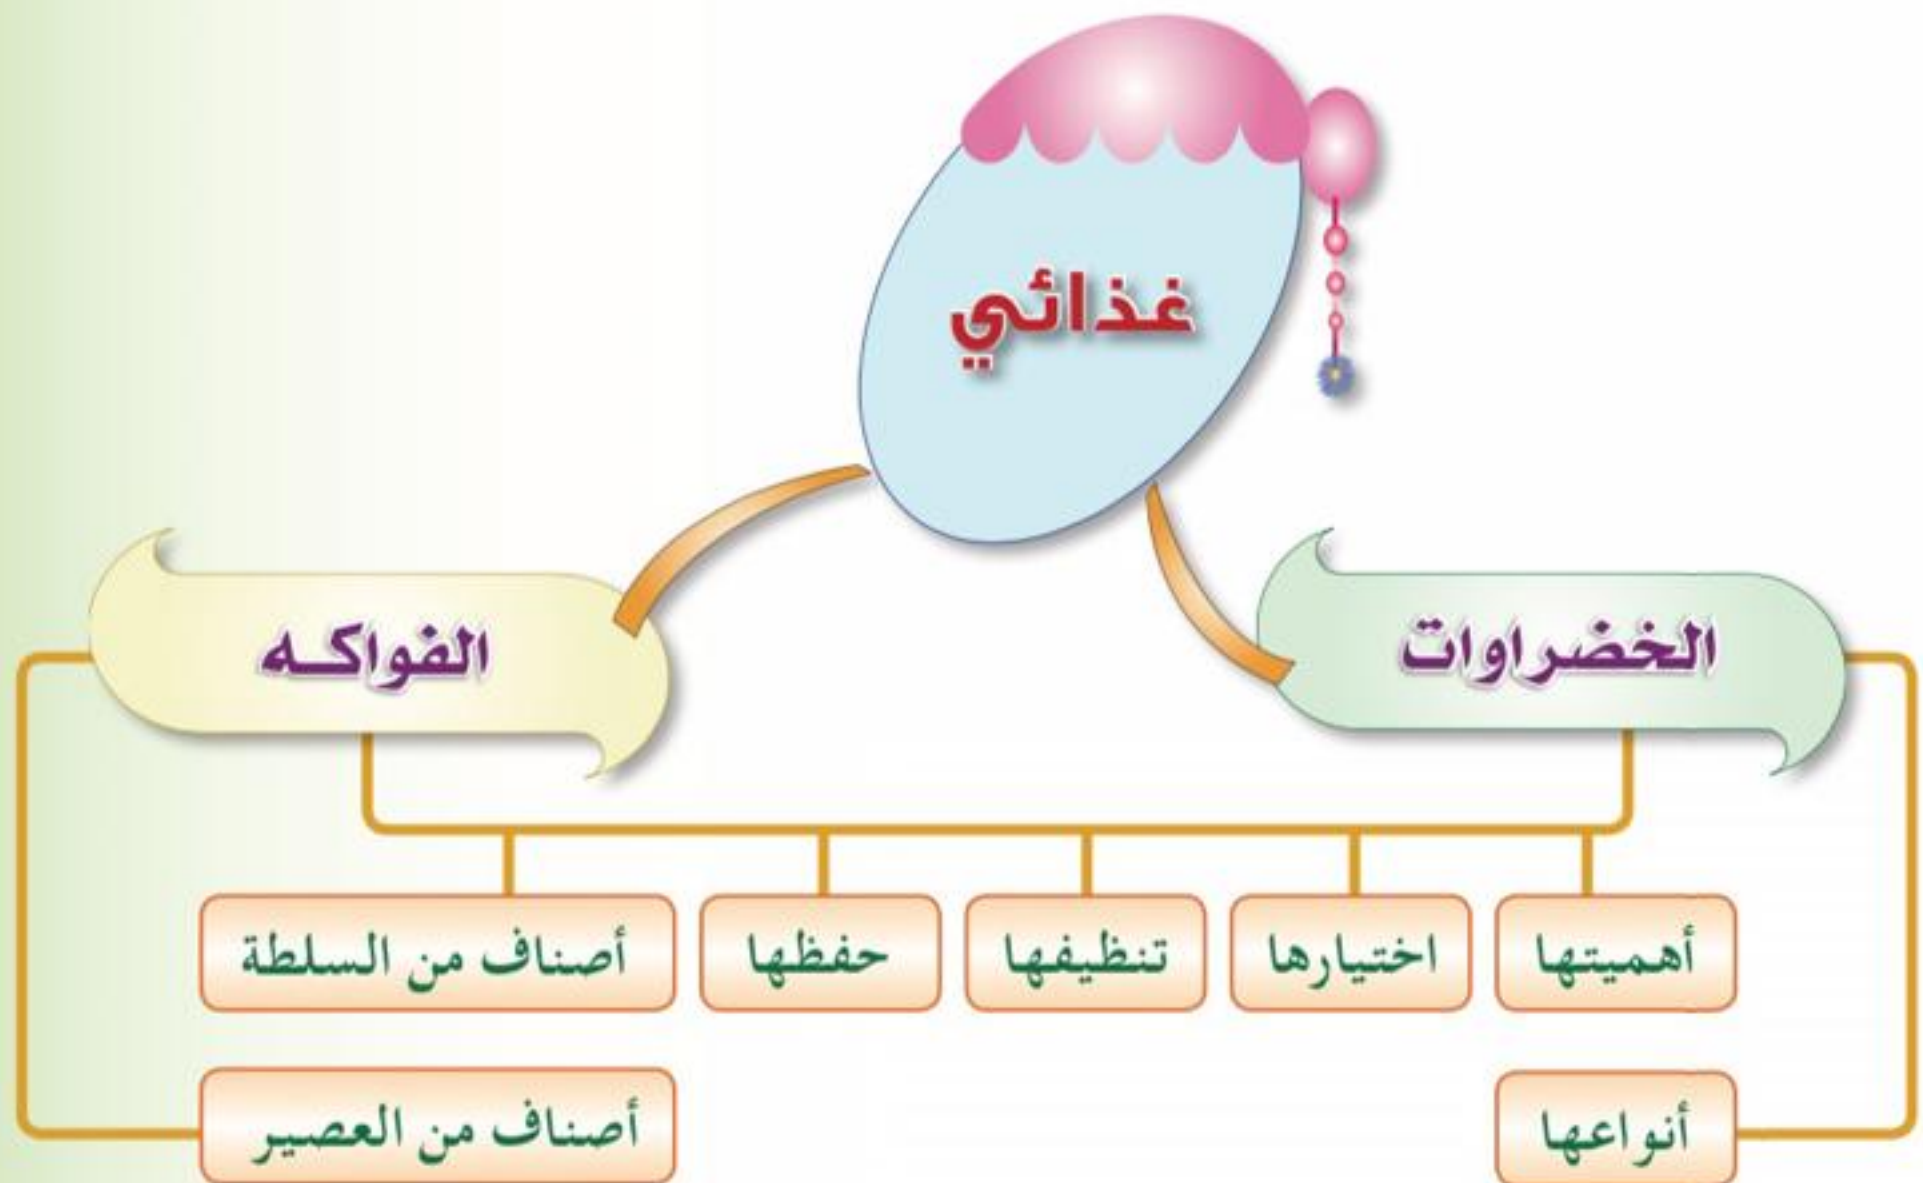 غذائي
الخضراوات
الفواكه
أهميتها
اختيارها
تنظيفها
حفظها
أصناف من السلطة
أنواعها
أصناف من العصير